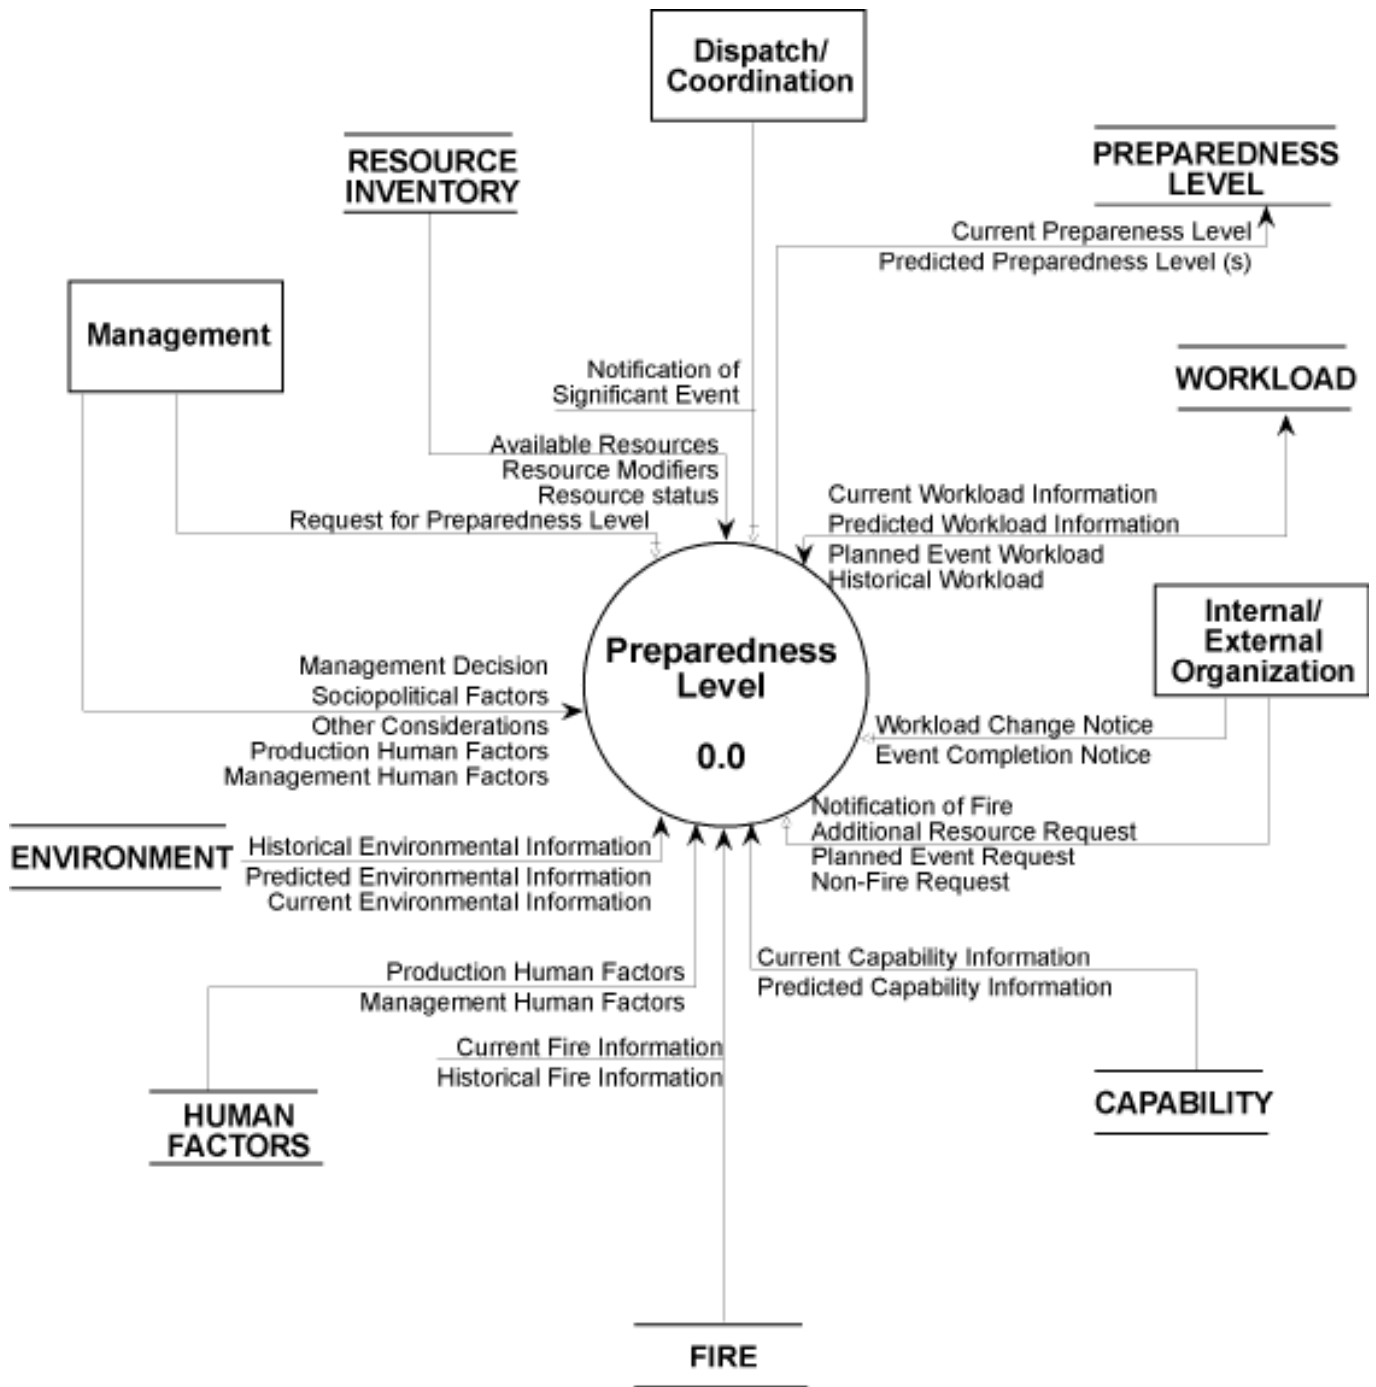 Dispatch/
Coordination
RESOURCE
INVENTORY
PREPAREDNESS
LEVEL
Current Prepareness Level
Predicted Preparedness Level (s)
Management
Notification of
Significant Event
WORKLOAD
Available Resources
Resource Modifiers
Resource status
Request for Preparedness Level
Current Workload Information
Predicted Workload Information
Planned Event Workload
Historical Workload
Internal/
External
Organization
Preparedness
Level
0.0
Management Decision
Sociopolitical Factors
Other Considerations
Production Human Factors
Management Human Factors
Workload Change Notice
Event Completion Notice
Notification of Fire
Additional Resource Request
Planned Event Request
Non-Fire Request
ENVIRONMENT
Historical Environmental Information
Predicted Environmental Information
Current Environmental Information
Production Human Factors
Management Human Factors
Current Capability Information
Predicted Capability Information
Current Fire Information
Historical Fire Information
HUMAN
FACTORS
CAPABILITY
FIRE